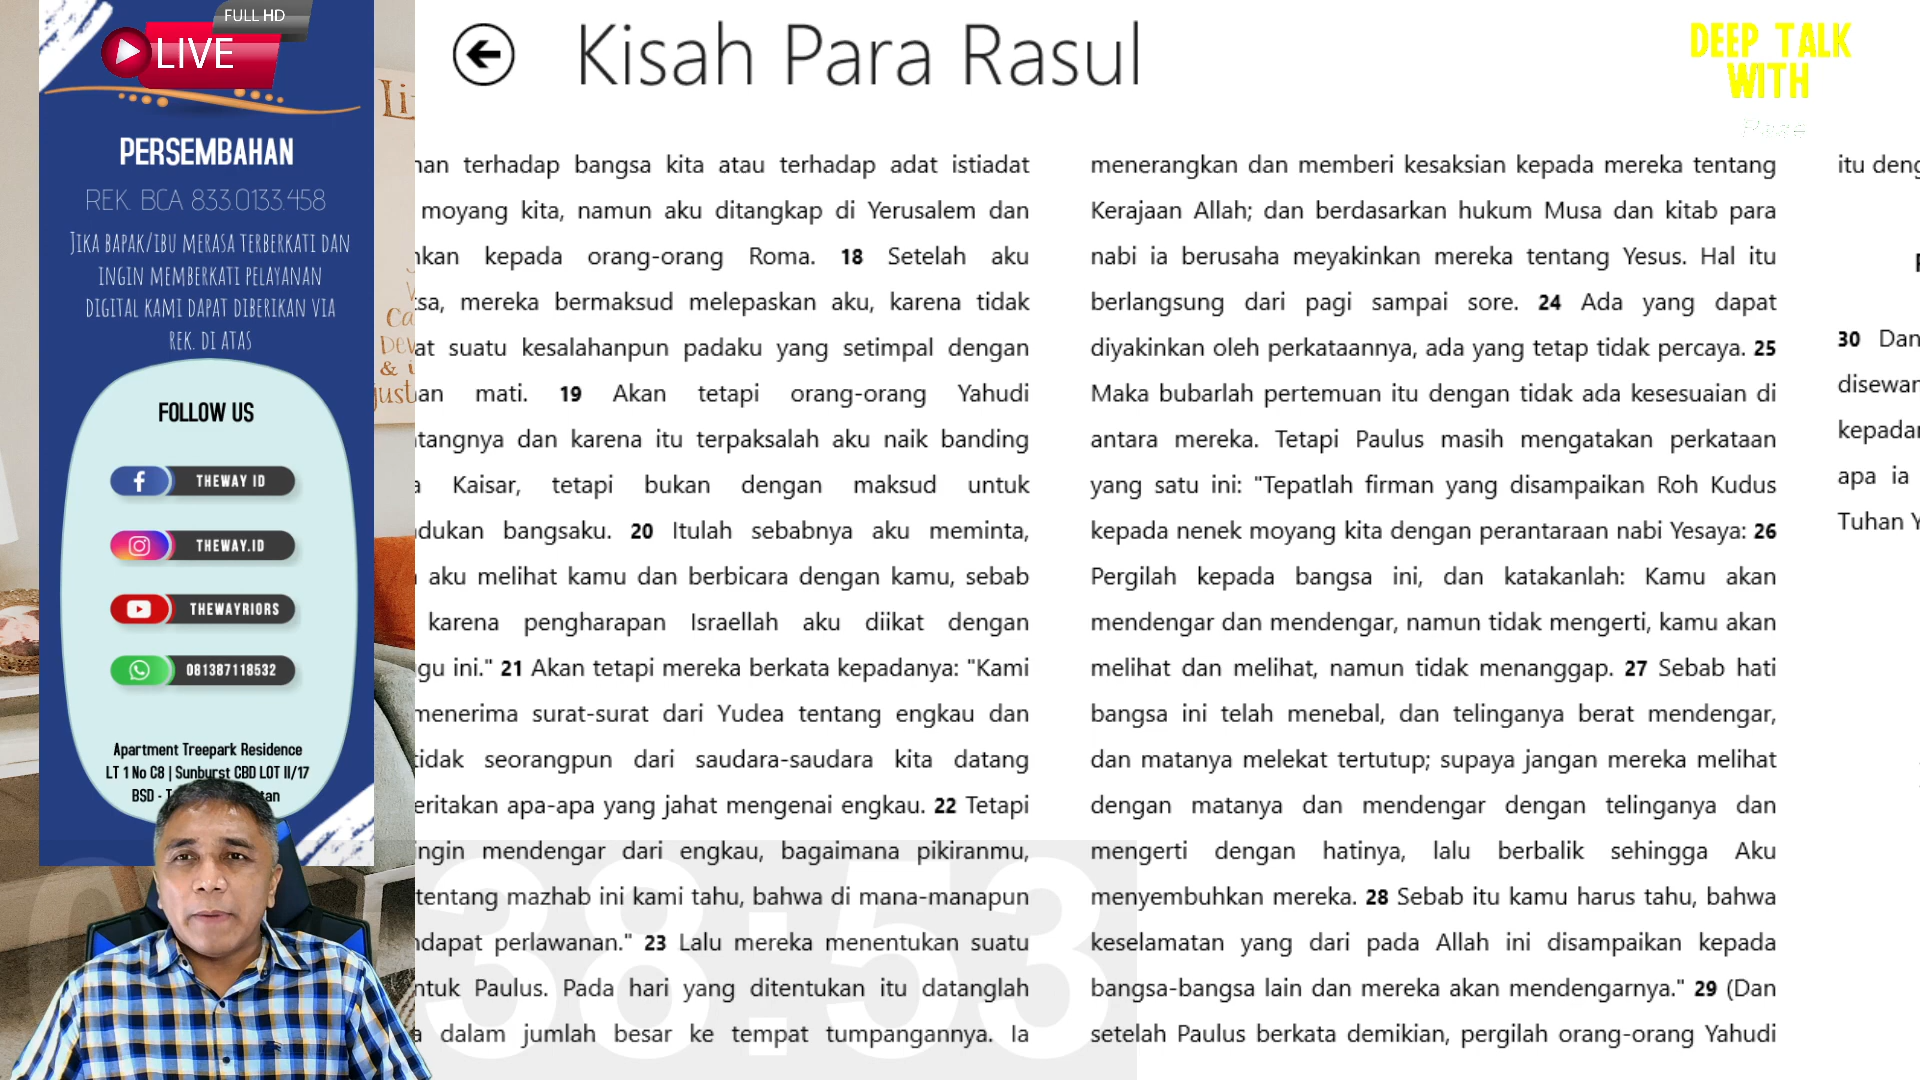 FULL HD
LIVE
PERSEMBAHAN
REK. BCA 833.0133.458
JIKA BAPAK/IBU MERASA TERBERKATI DAN
INGIN MEMBERKATI PELAYANAN
DIGITAL KAMI DAPAT DIBERIKAN VIA
REK. DI ATAS
FOLLOW US
THEWAY ID
THEWAY.ID
THEWAYRIORS
081387118532
Apartment Treepark Residence
LT 1 No C8 | Sunburst CBD LOT II/17
BSD - T
Kisah Para Rasul
terhadap bangsa kita atau terhadap adat istiadat
moyang kita, namun aku ditangkap di Yerusalem dan
kepada orang-orang Roma. 18 Setelah aku
mereka bermaksud melepaskan aku, karena tidak
suatu kesalahanpun padaku yang setimpal dengan
mati. 19 Akan tetapi orang-orang Yahudi
dan karena itu terpaksalah aku naik banding
Kaisar, tetapi bukan dengan maksud untuk
bangsaku. 20 Itulah sebabnya aku meminta,
aku melihat kamu dan berbicara dengan kamu, sebab
karena pengharapan Israellah aku diikat dengan
ini." 21 Akan tetapi mereka berkata kepadanya: "Kami
menerima surat-surat dari Yudea tentang engkau dan
tidak seorangpun dari saudara-saudara kita datang
apa-apa yang jahat mengenai engkau. 22 Tetapi
ingin mendengar dari engkau, bagaimana pikiranmu,
tentang mazhab ini kami tahu, bahwa di mana-manapun
perlawanan." 23 Lalu mereka menentukan suatu
Paulus. Pada hari yang ditentukan itu datanglah
dalam jumlah besar ke tempat tumpangannya. Ia
menerangkan dan memberi kesaksian kepada mereka tentang
Kerajaan Allah; dan berdasarkan hukum Musa dan kitab para
nabi ia berusaha meyakinkan mereka tentang Yesus. Hal itu
berlangsung dari pagi sampai sore. 24 Ada yang dapat
diyakinkan oleh perkataannya, ada yang tetap tidak percaya. 25
Maka bubarlah pertemuan itu dengan tidak ada kesesuaian di
antara mereka. Tetapi Paulus masih mengatakan perkataan
yang satu ini: "Tepatlah firman yang disampaikan Roh Kudus
kepada nenek moyang kita dengan perantaraan nabi Yesaya: 26
Pergilah kepada bangsa ini, dan katakanlah: Kamu akan
mendengar dan mendengar, namun tidak mengerti, kamu akan
melihat dan melihat, namun tidak menanggap. 27 Sebab hati
bangsa ini telah menebal, dan telinganya berat mendengar,
dan matanya melekat tertutup; supaya jangan mereka melihat
dengan matanya dan mendengar dengan telinganya dan
mengerti dengan hatinya, lalu berbalik sehingga Aku
menyembuhkan mereka. 28 Sebab itu kamu harus tahu, bahwa
keselamatan yang dari pada Allah ini disampaikan kepada
bangsa-bangsa lain dan mereka akan mendengarnya." 29 (Dan
setelah Paulus berkata demikian, pergilah orang-orang Yahudi
DEEP TALK
WITH
itu
30 Dan
apa ia
Tuhan
38:53